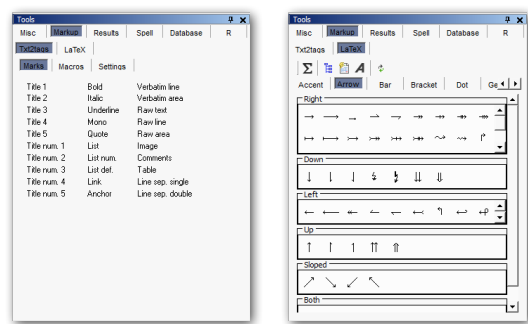 Tools
Misc Markup Results Spell Database R
Txt2tags LaTeX
Marks Macros Settings
Title 1 Bold Verbatim line
Title 2 Italic Verbatim area
Title 3 Underline Raw text
Title 4 Mono Raw line
Title 5 Quote Raw area
Title num. 1 List Image
Title num. 2 List num. Comments
Title num. 3 List def. Table
Title num. 4 Link Line sep. single
Title num. 5 Anchor Line sep. double
Tools
Misc Markup Results Spell Database R
Txt2tags LaTeX
Σ A
Accent Arrow Bar Bracket Dot Ge
Right
Down
Left
Up
Sloped
Both